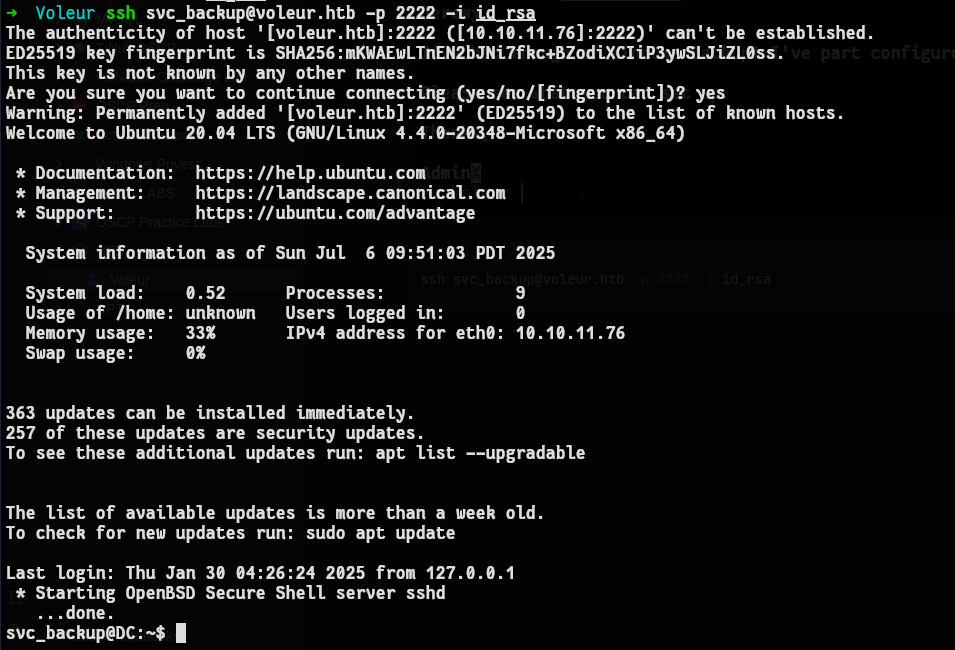 → Voleur ssh svc_backup@voleur.htb -p 2222 -i id_rsa
The authenticity of host '[voleur.htb]:2222 ([10.10.11.76]:2222)' can't be established.
ED25519 key fingerprint is SHA256:mKWAEwLTnEN2bJNi7fkc+BZodiXCIiP3ywSLJiZL0ss.
This key is not known by any other names.
Are you sure you want to continue connecting (yes/no/[fingerprint])? yes
Warning: Permanently added '[voleur.htb]:2222' (ED25519) to the list of known hosts.
Welcome to Ubuntu 20.04 LTS (GNU/Linux 4.4.0-20348-Microsoft x86_64)
* Documentation: https://help.ubuntu.com
* Management: https://landscape.canonical.com
* Support: https://ubuntu.com/advantage
System information as of Sun Jul 6 09:51:03 PDT 2025
System load: 0.52 Processes: 9
Usage of /home: unknown Users logged in: 0
Memory usage: 33% IPv4 address for eth0: 10.10.11.76
Swap usage: 0%
ssh svc_backup@voleur.htb -p 2222 -i id_rsa
363 updates can be installed immediately.
257 of these updates are security updates.
To see these additional updates run: apt list --upgradable
The list of available updates is more than a week old.
To check for new updates run: sudo apt update
Last login: Thu Jan 30 04:26:24 2025 from 127.0.0.1
* Starting OpenBSD Secure Shell server sshd
...done.
svc_backup@DC:~$